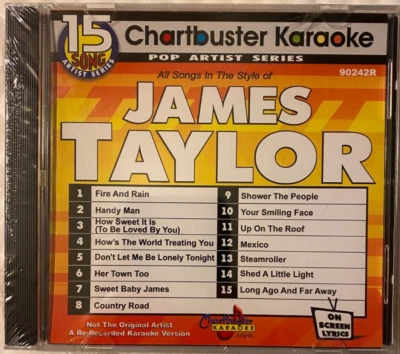 15
SONG
ARTIST SERIES
Chartbuster Karaoke
POP ARTIST SERIES
All Songs In The Style of
90242R
JAMES
TAYLOR
1 Fire And Rain
2 Handy Man
3 How Sweet It Is
(To Be Loved By You)
4 How's The World Treating You
5 Don't Let Me Be Lonely Tonight
6 Her Town Too
7 Sweet Baby James
8 Country Road
9 Shower The People
10 Your Smiling Face
11 Up On The Roof
12 Mexico
13 Steamroller
14 Shed A Little Light
15 Long Ago And Far Away
Not The Original Artist
A Re-Recorded Karaoke Version
Chartbuster
KARAOKE
.com
ON
SCREEN
LYRICS